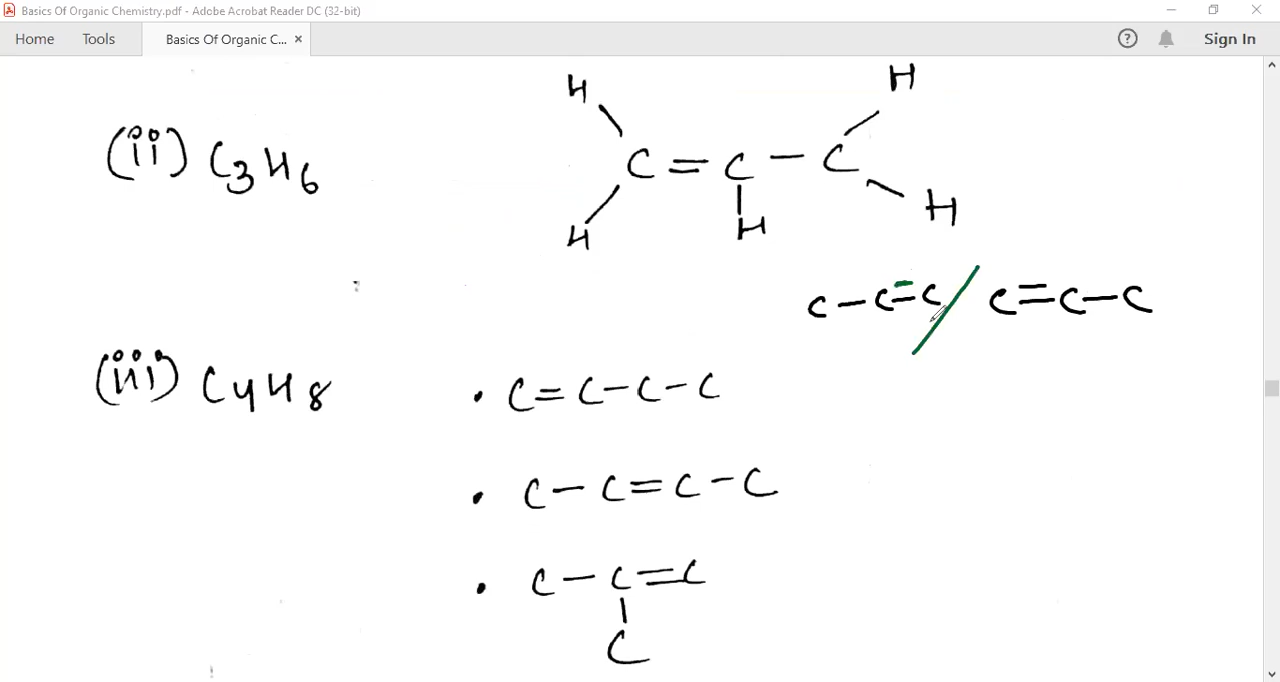 Basics Of Organic Chemistry.pdf - Adobe Acrobat Reader DC (32-bit)
Home Tools Basics Of Organic C... × Sign In
H H
(ii) C3H6 C = C - C
H H H
C - C = C / C = C - C
(iii) C4H8 • C = C - C - C
• C - C = C - C
• C - C = C
C